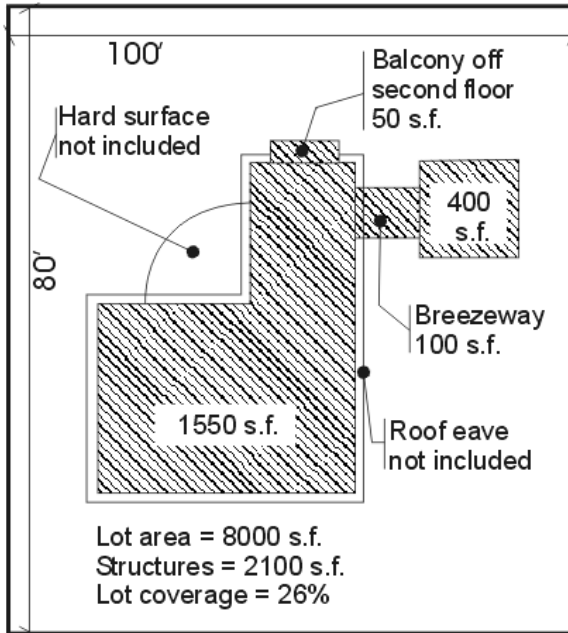 100'
Balcony off
second floor
50 s.f.
Hard surface
not included
400
s.f.
80'
Breezeway
100 s.f.
1550 s.f.
Roof eave
not included
Lot area = 8000 s.f.
Structures = 2100 s.f.
Lot coverage = 26%